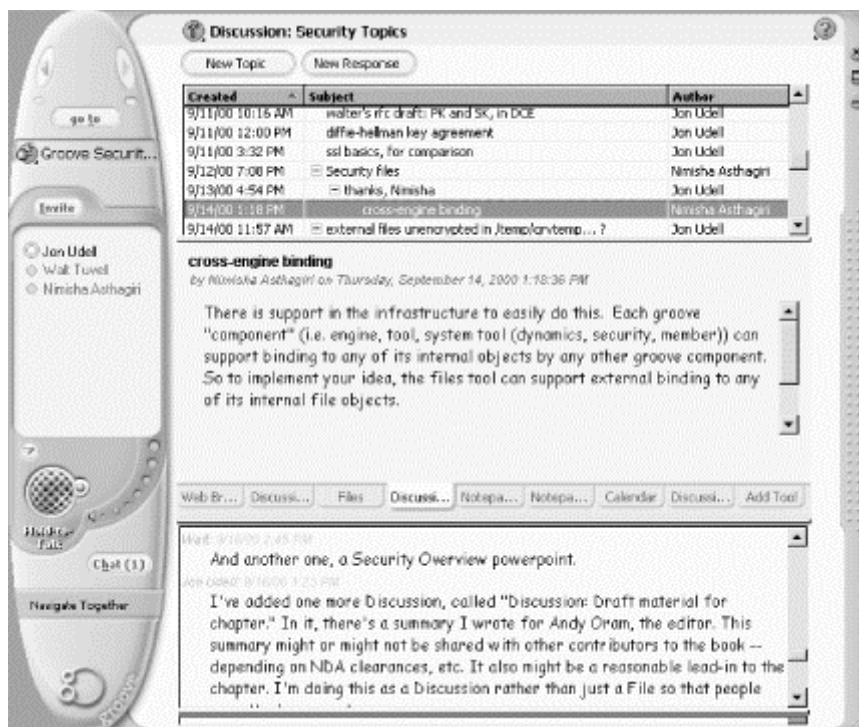 Discussion: Security Topics
New Topic
New Response
go to
Groove Securit...
Created Subject Author
9/11/00 10:16 AM walter's rfc draft: PK and SK, in DCE Jon Udell
9/11/00 12:00 PM diffie-hellman key agreement Jon Udell
9/11/00 3:32 PM ssl basics, for comparison Jon Udell
9/12/00 7:08 PM Security files Nimisha Asthagiri
9/13/00 4:54 PM thanks, Nimisha Jon Udell
9/14/00 1:18 PM cross-engine binding Nimisha Asthagiri
9/14/00 11:57 AM external files unencrypted in /temp/ ? Jon Udell
Invite
Jon Udell
Walt Tuvell
Nimisha Asthagiri
cross-engine binding
by Nimisha Asthagiri on Thursday, September 14, 2000 1:18:36 PM
There is support in the infrastructure to easily do this. Each groove
"component" (i.e. engine, tool, system tool (dynamics, security, member)) can
support binding to any of its internal objects by any other groove component.
So to implement your idea, the files tool can support external binding to any
of its internal file objects.
Web Br... Discussi... Files Discussi... Notepa... Notepa... Calendar Discussi... Add Tool
Chat (1)
Navigate Together
groove
And another one, a Security Overview powerpoint.
I've added one more Discussion, called "Discussion: Draft material for
chapter." In it, there's a summary I wrote for Andy Oram, the editor. This
summary might or might not be shared with other contributors to the book --
depending on NDA clearances, etc. It also might be a reasonable lead-in to the
chapter. I'm doing this as a Discussion rather than just a File so that people